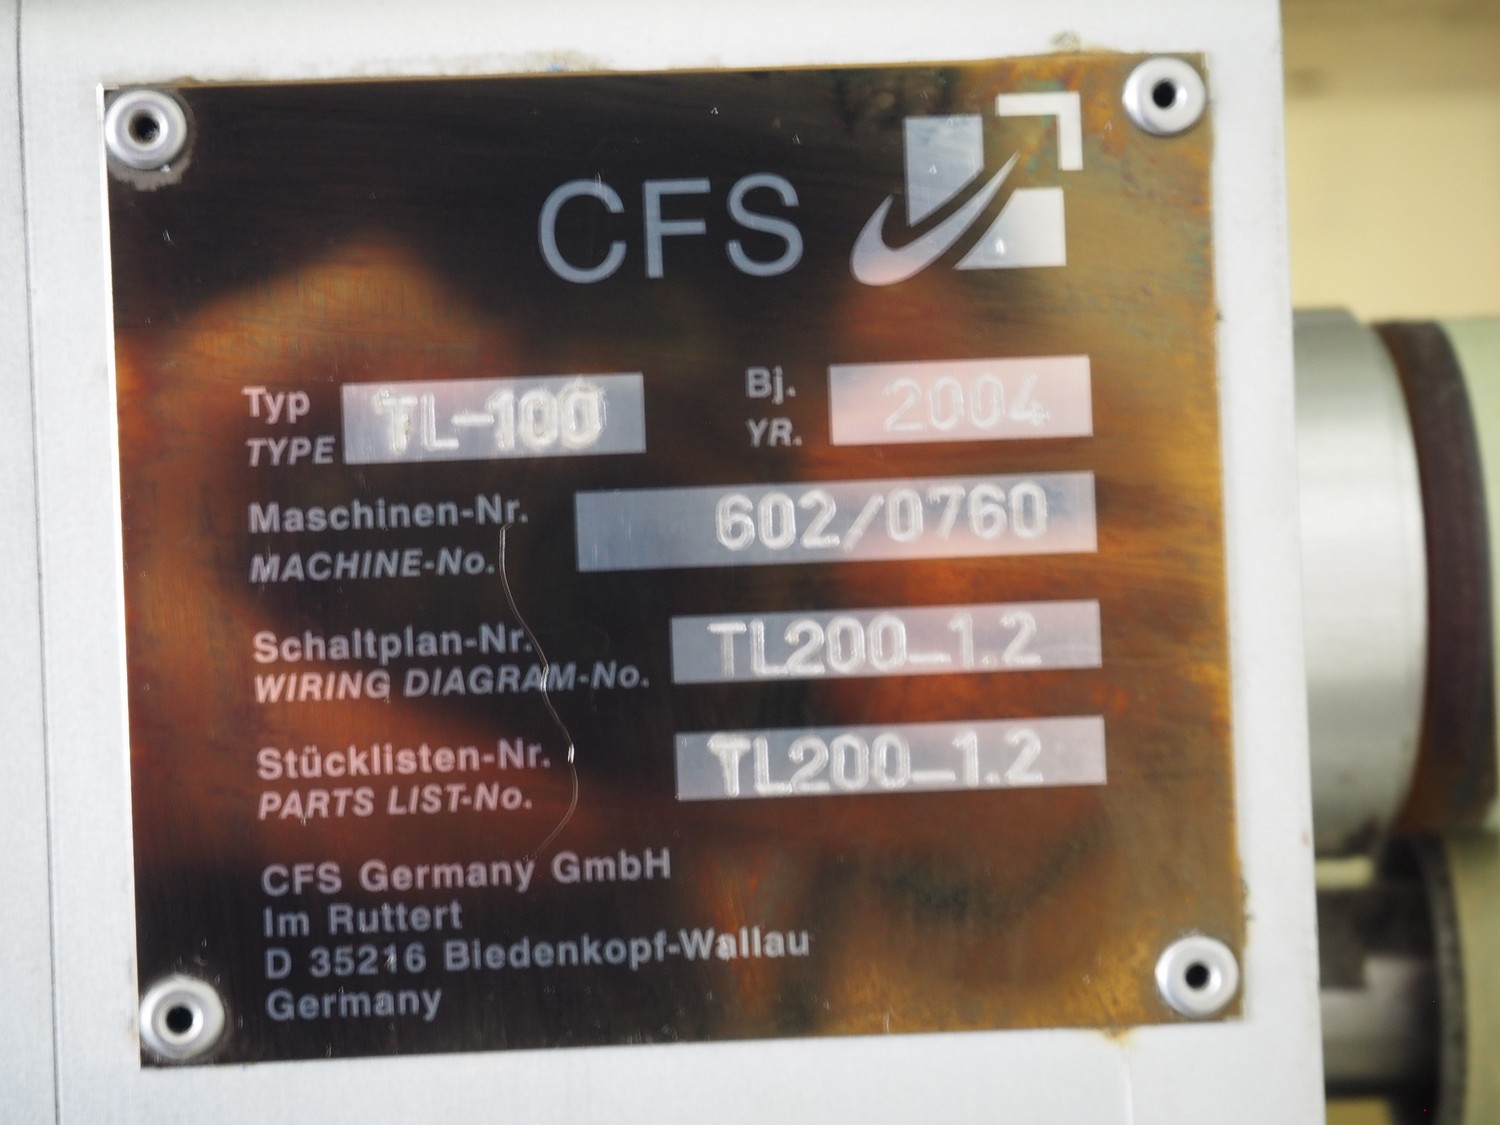 CFS
Typ
TYPE TL-100
Bj.
YR. 2004
Maschinen-Nr.
MACHINE-No. 602/0760
Schaltplan-Nr.
WIRING DIAGRAM-No. TL200_1.2
Stücklisten-Nr.
PARTS LIST-No. TL200_1.2
CFS Germany GmbH
Im Ruttert
D 35216 Biedenkopf-Wallau
Germany